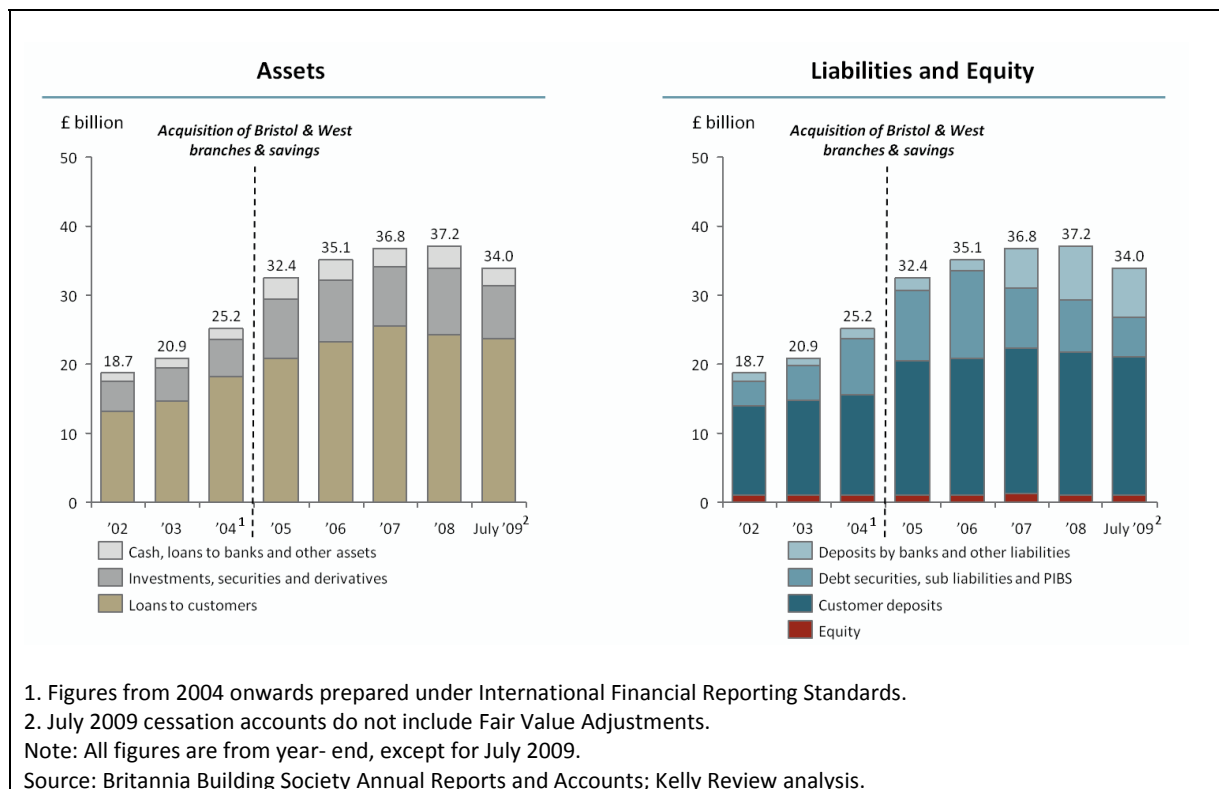 Assets
£ billion
Acquisition of Bristol & West
branches & savings
50
40
30
20
10
0
18.7
20.9
25.2
32.4
35.1
36.8
37.2
34.0
'02
'03
'04¹
'05
'06
'07
'08
July '09²
Cash, loans to banks and other assets
Investments, securities and derivatives
Loans to customers
Liabilities and Equity
£ billion
Acquisition of Bristol & West
branches & savings
50
40
30
20
10
0
18.7
20.9
25.2
32.4
35.1
36.8
37.2
34.0
'02
'03
'04¹
'05
'06
'07
'08
July '09²
Deposits by banks and other liabilities
Debt securities, sub liabilities and PIBS
Customer deposits
Equity
1. Figures from 2004 onwards prepared under International Financial Reporting Standards.
2. July 2009 cessation accounts do not include Fair Value Adjustments.
Note: All figures are from year- end, except for July 2009.
Source: Britannia Building Society Annual Reports and Accounts; Kelly Review analysis.